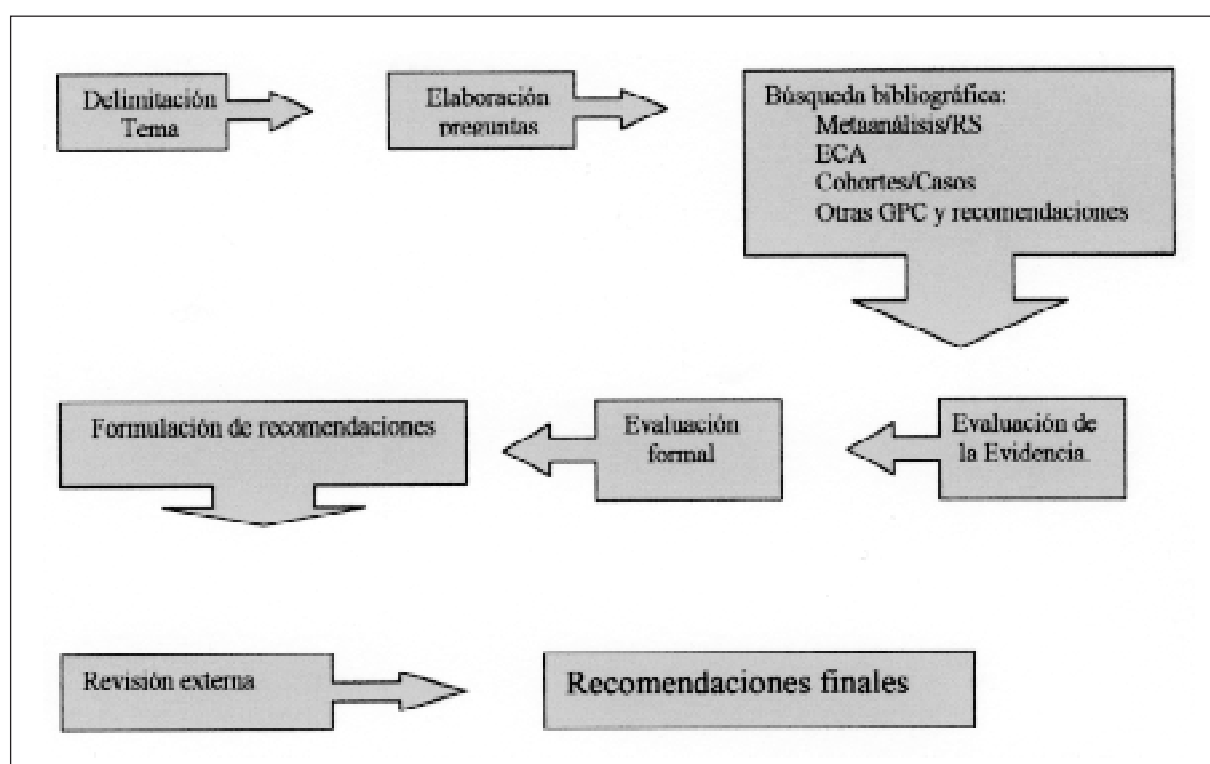 Delimitación
Tema
Elaboración
preguntas
Búsqueda bibliográfica:
Metaanálisis/RS
ECA
Cohortes/Casos
Otras GPC y recomendaciones
Evaluación de
la Evidencia.
Evaluación
formal
Formulación de recomendaciones
Revisión externa
Recomendaciones finales